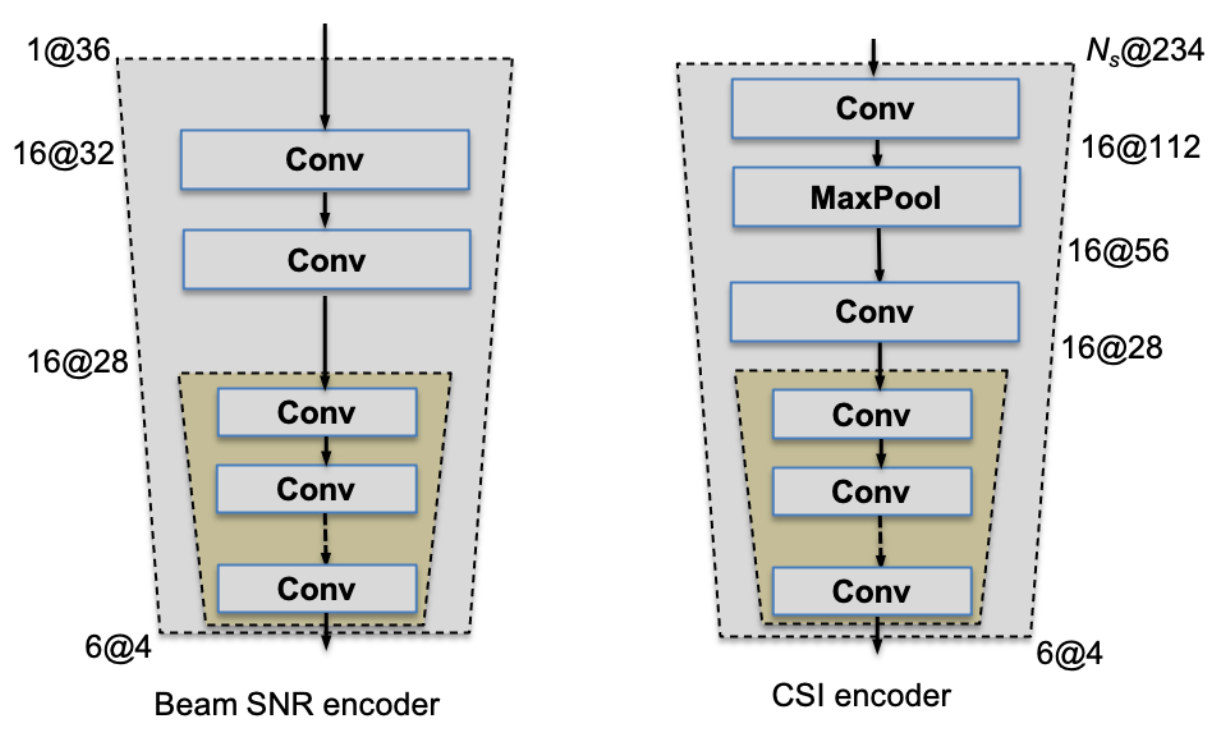 1@36
16@32
Conv
Conv
16@28
Conv
Conv
Conv
6@4
Beam SNR encoder
Nₛ@234
Conv
16@112
MaxPool
16@56
Conv
16@28
Conv
Conv
Conv
6@4
CSI encoder